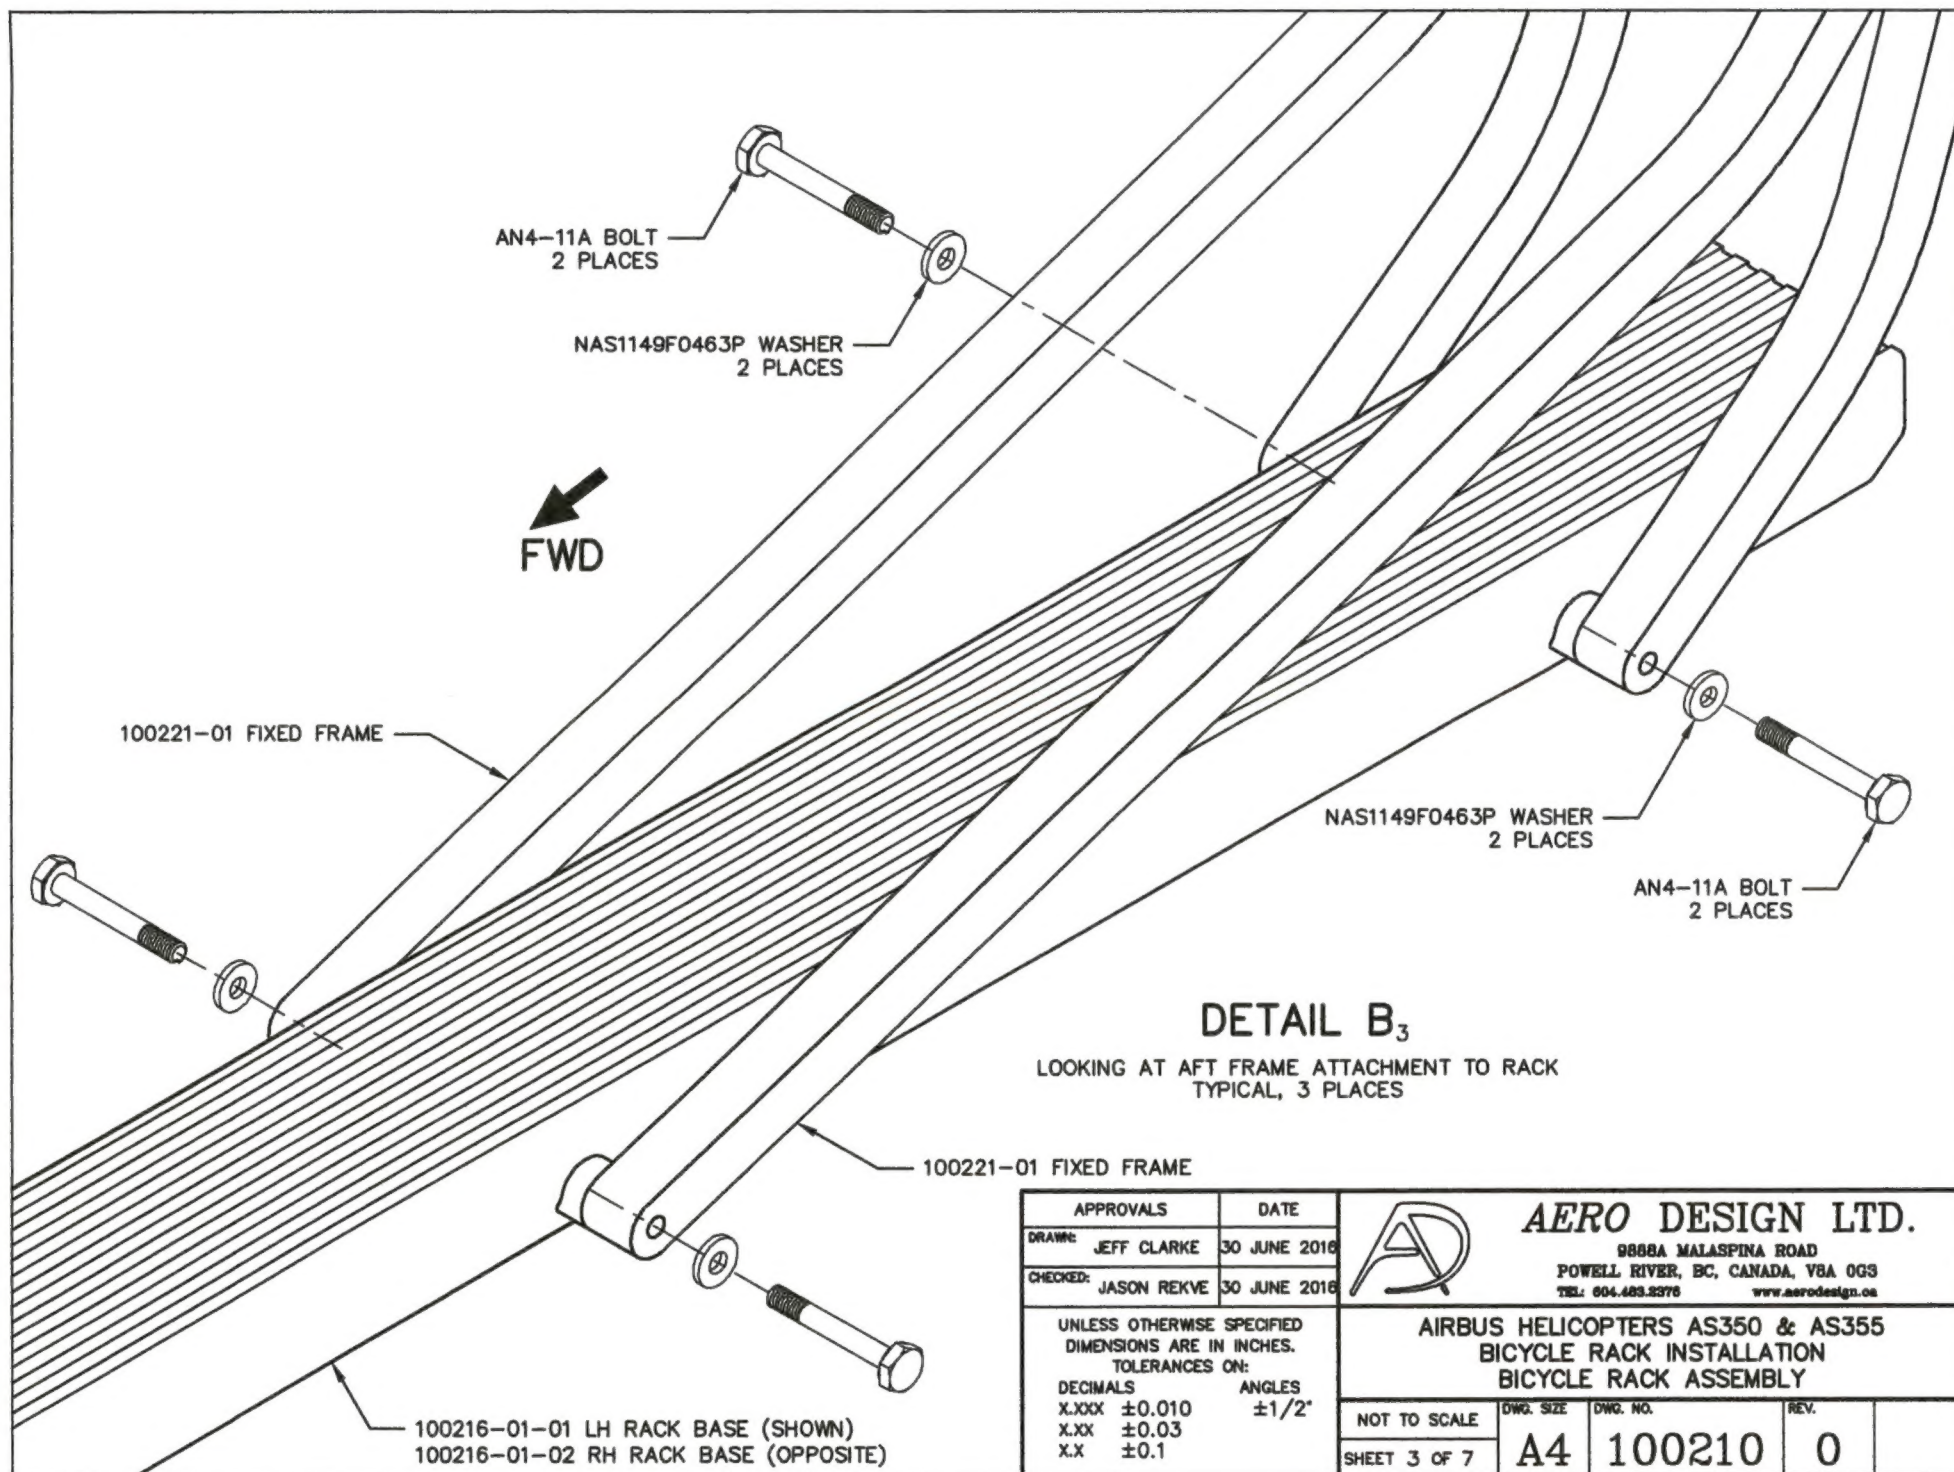 AN4-11A BOLT
2 PLACES
NAS1149F0463P WASHER
2 PLACES
FWD
100221-01 FIXED FRAME
NAS1149F0463P WASHER
2 PLACES
AN4-11A BOLT
2 PLACES
DETAIL B3
LOOKING AT AFT FRAME ATTACHMENT TO RACK
TYPICAL, 3 PLACES
100221-01 FIXED FRAME
100216-01-01 LH RACK BASE (SHOWN)
100216-01-02 RH RACK BASE (OPPOSITE)
APPROVALS DATE
DRAWN: JEFF CLARKE 30 JUNE 2016
CHECKED: JASON REKVE 30 JUNE 2016
UNLESS OTHERWISE SPECIFIED
DIMENSIONS ARE IN INCHES.
TOLERANCES ON:
DECIMALS ANGLES
X.XXX ±0.010 ±1/2°
X.XX ±0.03
X.X ±0.1
AD
AERO DESIGN LTD.
9888A MALASPINA ROAD
POWELL RIVER, BC, CANADA, V8A 0G3
TEL: 604.483.2376 www.aerodesign.ca
AIRBUS HELICOPTERS AS350 & AS355
BICYCLE RACK INSTALLATION
BICYCLE RACK ASSEMBLY
NOT TO SCALE
SHEET 3 OF 7
DWG. SIZE
A4
DWG. NO.
100210
REV.
0